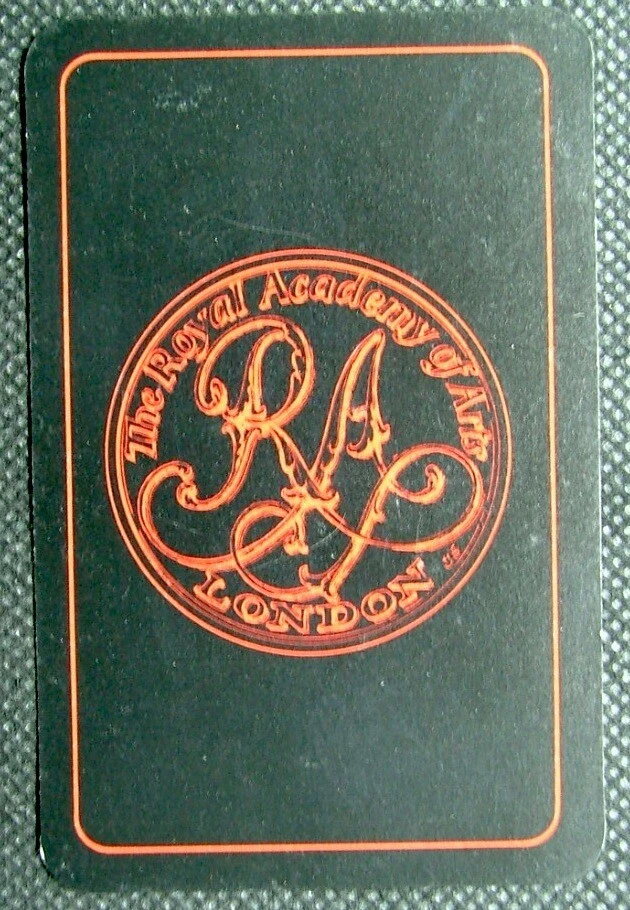 The Royal Academy of Arts
RA
LONDON